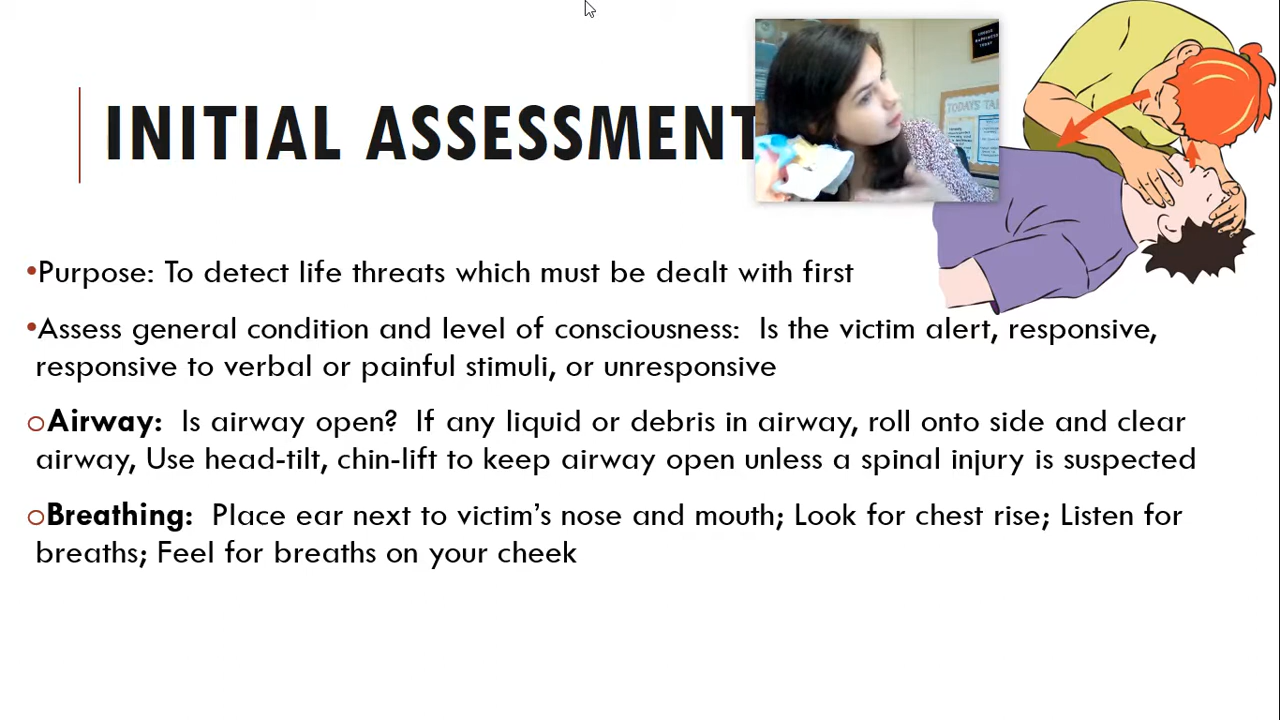 INITIAL ASSESSMENT
TODAY'S
•Purpose: To detect life threats which must be dealt with first
•Assess general condition and level of consciousness:  Is the victim alert, responsive,
responsive to verbal or painful stimuli, or unresponsive
oAirway:  Is airway open?  If any liquid or debris in airway, roll onto side and clear
airway, Use head-tilt, chin-lift to keep airway open unless a spinal injury is suspected
oBreathing:  Place ear next to victim’s nose and mouth; Look for chest rise; Listen for
breaths; Feel for breaths on your cheek